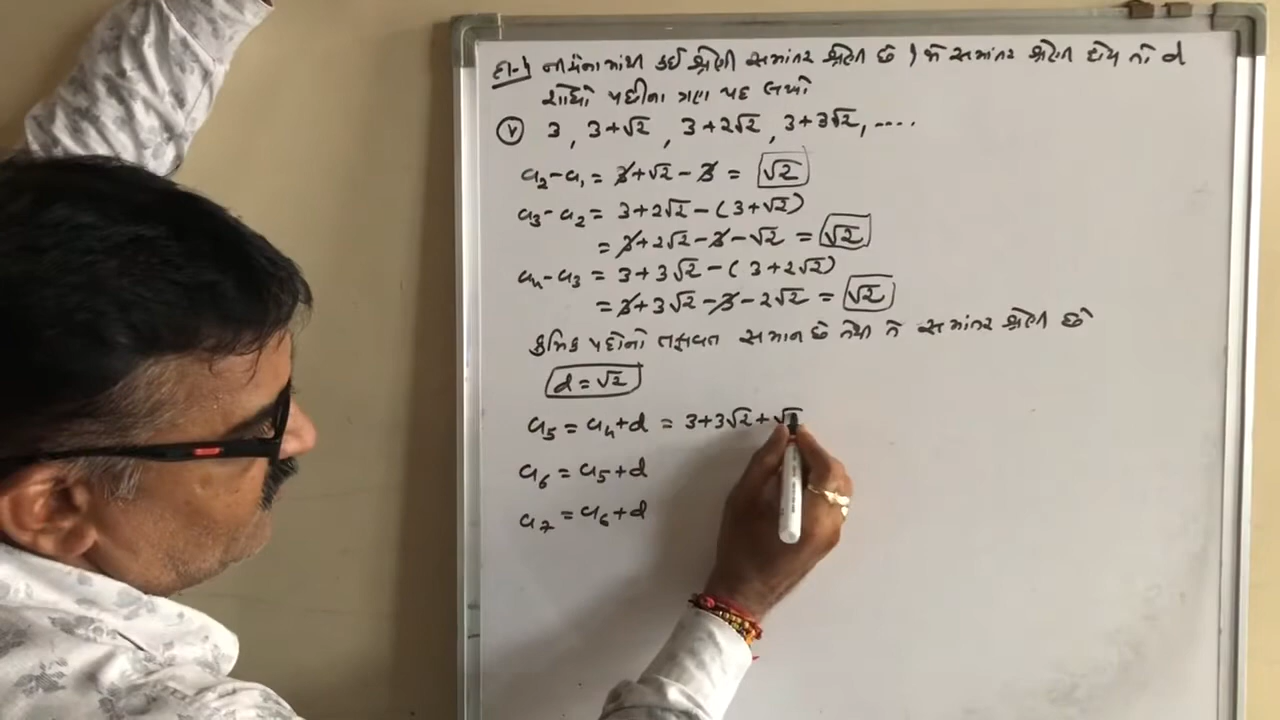 દા-4 નીચેનામાંથી કઈ શ્રેણી સમાંતર શ્રેણી છે ) જો સમાંતર શ્રેણી હોય તો d
શોધો પછીના ત્રણ પદ લખો
(v) 3, 3+√2, 3+2√2, 3+3√2, ....
a₂-a₁ = 3+√2 - 3 = √2
a₃-a₂ = 3+2√2-(3+√2)
= 3+2√2-3-√2 = √2
a₄-a₃ = 3+3√2-(3+2√2)
= 3+3√2-3-2√2 = √2
ક્રમિક પદોનો તફાવત સમાન છે તેથી તે સમાંતર શ્રેણી છે
d = √2
a₅ = a₄+d = 3+3√2+√
a₆ = a₅+d
a₇ = a₆+d